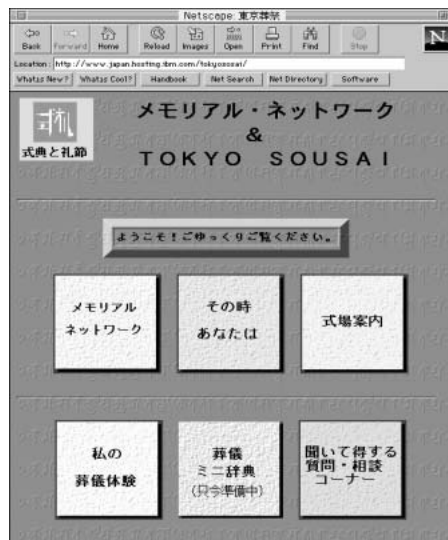 Netscape: 東京葬祭
Back Forward Home Reload Images Open Print Find Stop
N
Location: http://www.japan.hosting.ibm.com/tokyosousai/
What's New? What's Cool? Handbook Net Search Net Directory Software
式典と礼節
メモリアル・ネットワーク
&
TOKYO SOUSAI
ようこそ！ごゆっくりご覧ください。
メモリアル
ネットワーク
その時
あなたは
式場案内
私の
葬儀体験
葬儀
ミニ辞典
(只今準備中)
聞いて得する
質問・相談
コーナー